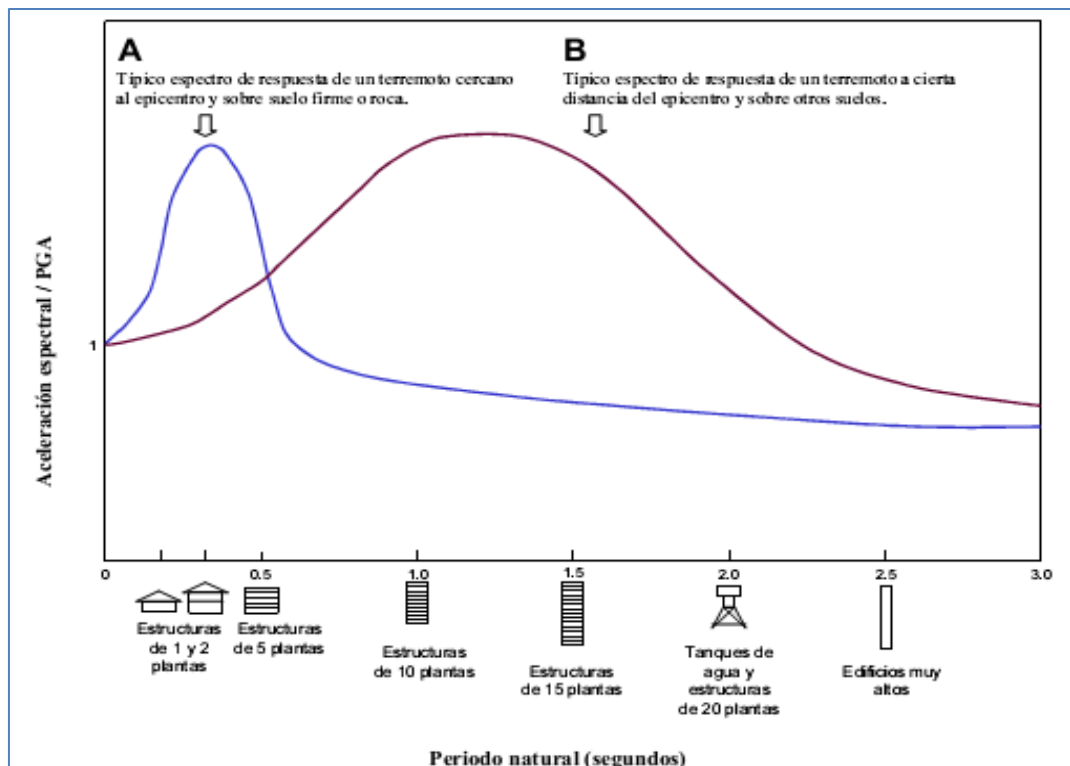 A
Típico espectro de respuesta de un terremoto cercano
al epicentro y sobre suelo firme o roca.
B
Típico espectro de respuesta de un terremoto a cierta
distancia del epicentro y sobre otros suelos.
Aceleración espectral / PGA
1
0 0.5 1.0 1.5 2.0 2.5 3.0
Estructuras
de 1 y 2
plantas
Estructuras
de 5 plantas
Estructuras
de 10 plantas
Estructuras
de 15 plantas
Tanques de
agua y
estructuras
de 20 plantas
Edificios muy
altos
Periodo natural (segundos)